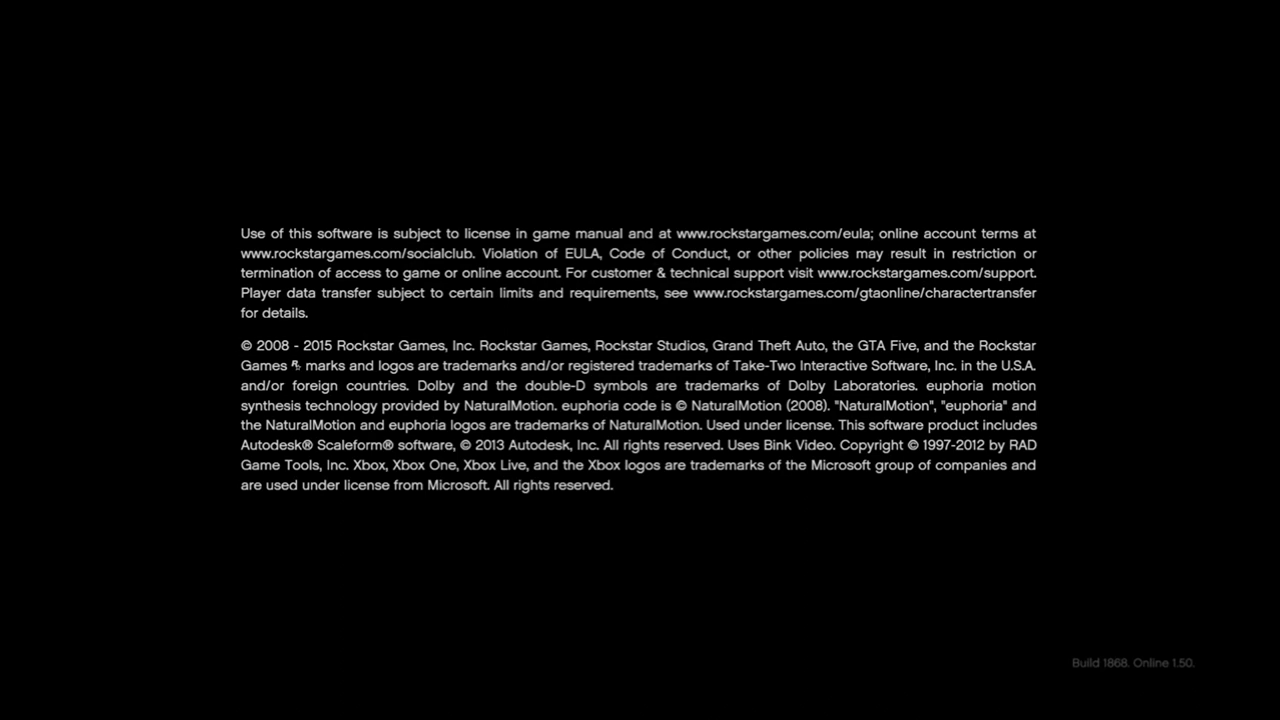 Use of this software is subject to license in game manual and at www.rockstargames.com/eula; online account terms at
www.rockstargames.com/socialclub. Violation of EULA, Code of Conduct, or other policies may result in restriction or
termination of access to game or online account. For customer & technical support visit www.rockstargames.com/support.
Player data transfer subject to certain limits and requirements, see www.rockstargames.com/gtaonline/charactertransfer
for details.
© 2008 - 2015 Rockstar Games, Inc. Rockstar Games, Rockstar Studios, Grand Theft Auto, the GTA Five, and the Rockstar
Games R* marks and logos are trademarks and/or registered trademarks of Take-Two Interactive Software, Inc. in the U.S.A.
and/or foreign countries. Dolby and the double-D symbols are trademarks of Dolby Laboratories. euphoria motion
synthesis technology provided by NaturalMotion. euphoria code is © NaturalMotion (2008). "NaturalMotion", "euphoria" and
the NaturalMotion and euphoria logos are trademarks of NaturalMotion. Used under license. This software product includes
Autodesk® Scaleform® software, © 2013 Autodesk, Inc. All rights reserved. Uses Bink Video. Copyright © 1997-2012 by RAD
Game Tools, Inc. Xbox, Xbox One, Xbox Live, and the Xbox logos are trademarks of the Microsoft group of companies and
are used under license from Microsoft. All rights reserved.
Build 1868. Online 1.50.